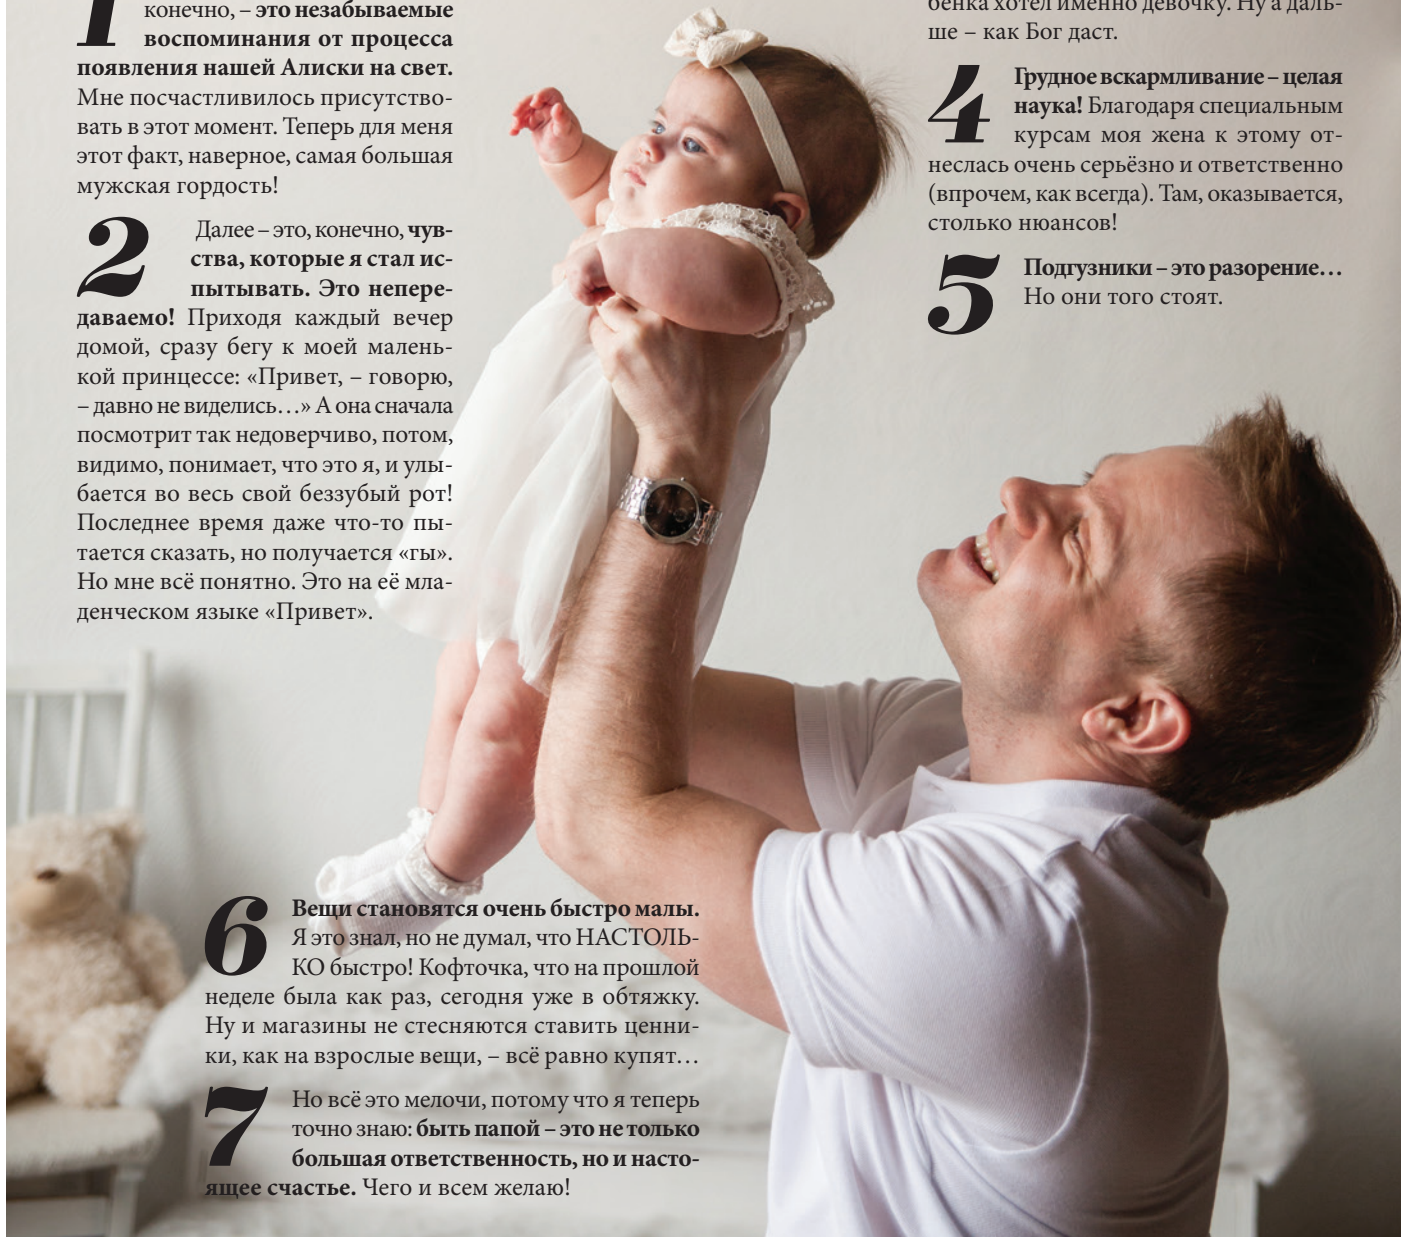 1
конечно, – это незабываемые
воспоминания от процесса
появления нашей Алиски на свет.
Мне посчастливилось присутство-
вать в этот момент. Теперь для меня
этот факт, наверное, самая большая
мужская гордость!
2
Далее – это, конечно, чув-
ства, которые я стал ис-
пытывать. Это непере-
даваемо! Приходя каждый вечер
домой, сразу бегу к моей малень-
кой принцессе: «Привет, – говорю,
– давно не виделись…» А она сначала
посмотрит так недоверчиво, потом,
видимо, понимает, что это я, и улы-
бается во весь свой беззубый рот!
Последнее время даже что-то пы-
тается сказать, но получается «гы».
Но мне всё понятно. Это на её мла-
денческом языке «Привет».
бёнка хотел именно девочку. Ну а даль-
ше – как Бог даст.
4
Грудное вскармливание – целая
наука! Благодаря специальным
курсам моя жена к этому от-
неслась очень серьёзно и ответственно
(впрочем, как всегда). Там, оказывается,
столько нюансов!
5
Подгузники – это разорение…
Но они того стоят.
6
Вещи становятся очень быстро малы.
Я это знал, но не думал, что НАСТОЛЬ-
КО быстро! Кофточка, что на прошлой
неделе была как раз, сегодня уже в обтяжку.
Ну и магазины не стесняются ставить ценни-
ки, как на взрослые вещи, – всё равно купят…
7
Но всё это мелочи, потому что я теперь
точно знаю: быть папой – это не только
большая ответственность, но и насто-
ящее счастье. Чего и всем желаю!